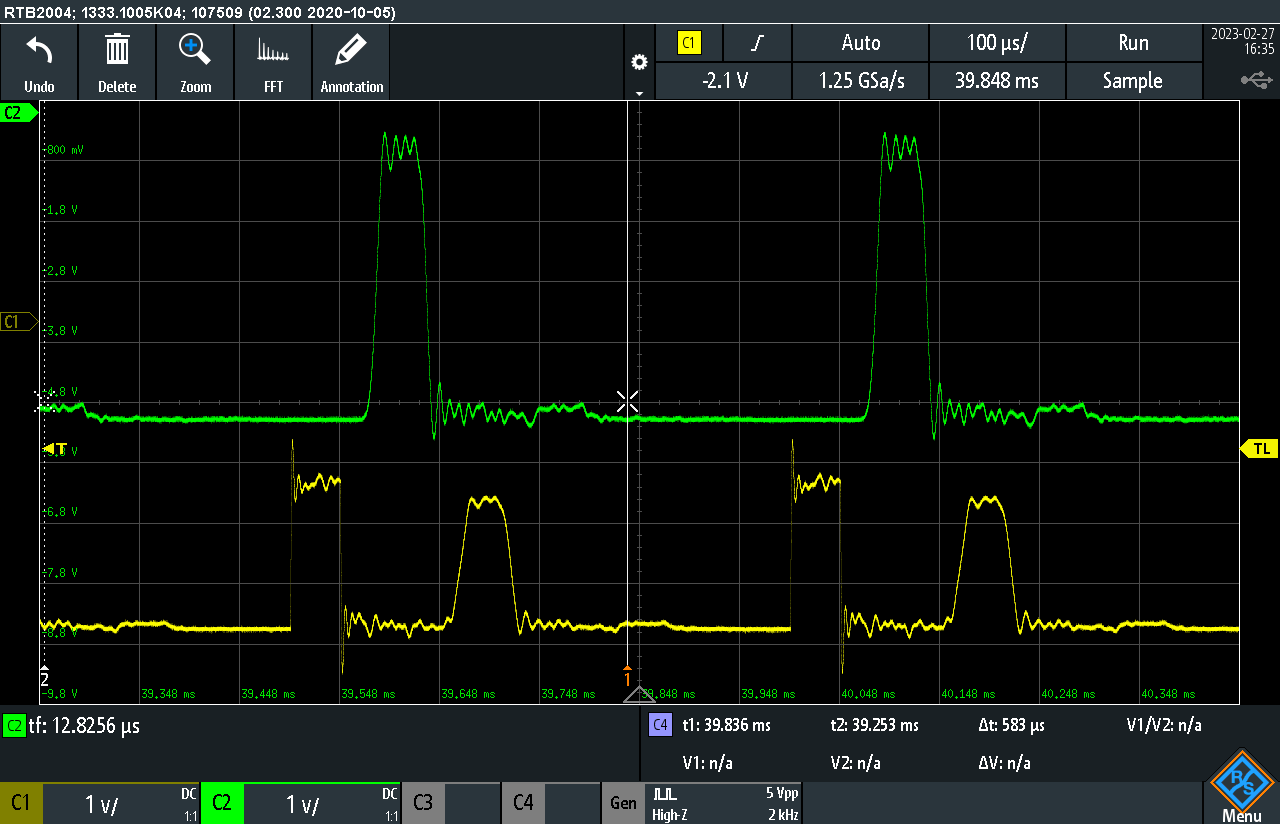 RTB2004; 1333.1005K04; 107509 (02.300 2020-10-05)
Undo Delete Zoom FFT Annotation
C1 Auto 100 µs/ Run 2023-02-27
16:35
-2.1 V 1.25 GSa/s 39.848 ms Sample
C2
-800 mV
-1.8 V
-2.8 V
C1
-3.8 V
-4.8 V
T TL
-6.8 V
-7.8 V
-8.8 V
2 1
-9.8 V 39.348 ms 39.448 ms 39.548 ms 39.648 ms 39.748 ms 39.848 ms 39.948 ms 40.048 ms 40.148 ms 40.248 ms 40.348 ms
C2 tf: 12.8256 µs
C4 t1: 39.836 ms t2: 39.253 ms Δt: 583 µs V1/V2: n/a
V1: n/a V2: n/a ΔV: n/a
C1 1 V/ DC 1:1 C2 1 V/ DC 1:1 C3 C4 Gen High-Z 5 Vpp 2 kHz
R S
Menu